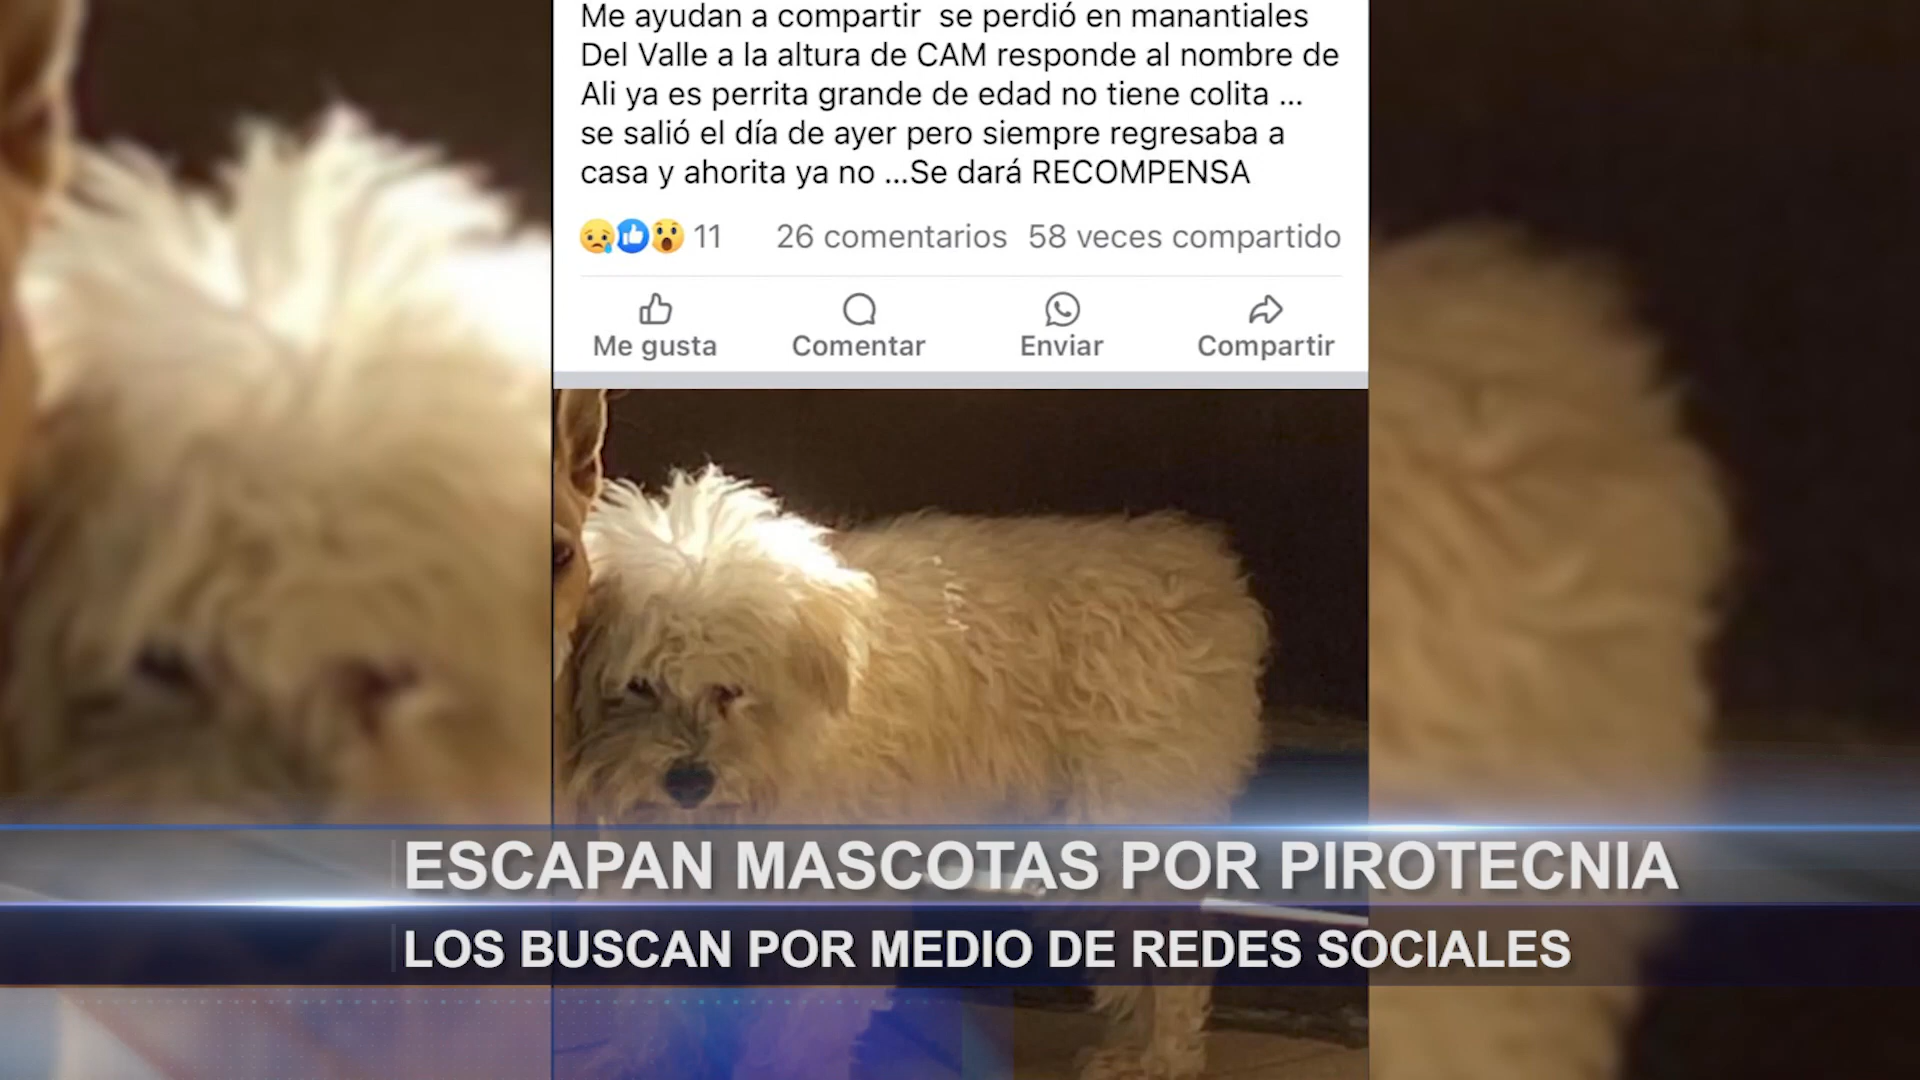 Me ayudan a compartir se perdió en manantiales
Del Valle a la altura de CAM responde al nombre de
Ali ya es perrita grande de edad no tiene colita ...
se salió el día de ayer pero siempre regresaba a
casa y ahorita ya no ...Se dará RECOMPENSA
11 26 comentarios 58 veces compartido
Me gusta Comentar Enviar Compartir
ESCAPAN MASCOTAS POR PIROTECNIA
LOS BUSCAN POR MEDIO DE REDES SOCIALES